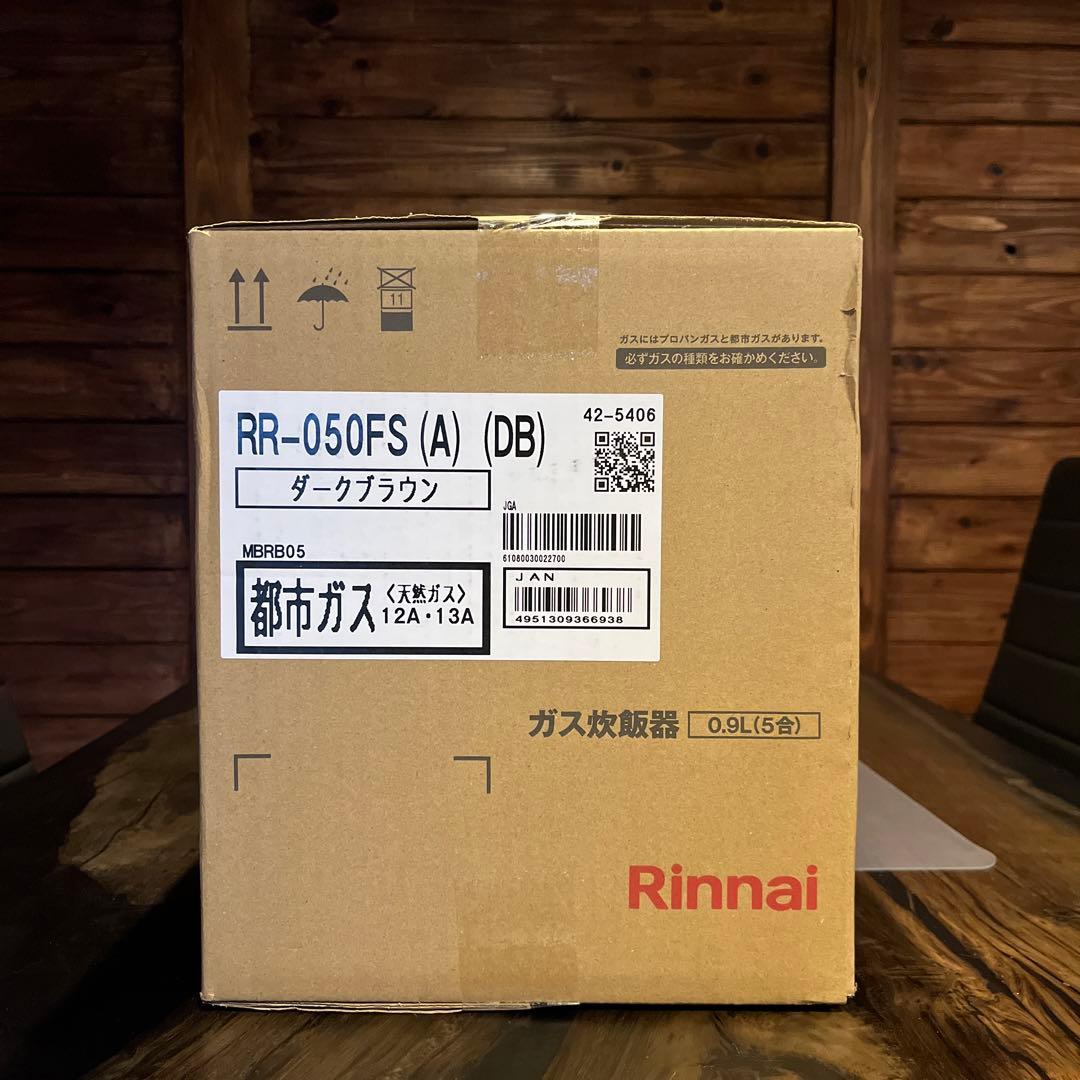 11
ガスにはプロパンガスと都市ガスがあります。
必ずガスの種類をお確かめください。
RR-050FS(A) (DB)
42-5406
ダークブラウン
JGA
61080030022700
MBRB05
都市ガス〈天然ガス〉12A・13A
JAN
4951309366938
ガス炊飯器 0.9L(5合)
Rinnai